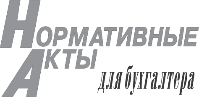 НОРМАТИВНЫЕ
АКТЫ
для бухгалтера